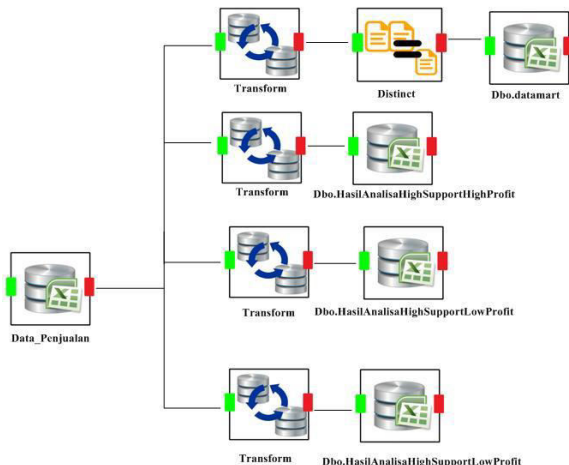 Transform
Distinct
Dbo.datamart
Transform
Dbo.HasilAnalisaHighSupportHighProfit
Transform
Dbo.HasilAnalisaHighSupportLowProfit
Data_Penjualan
Transform
Dbo.HasilAnalisaHighSupportLowProfit